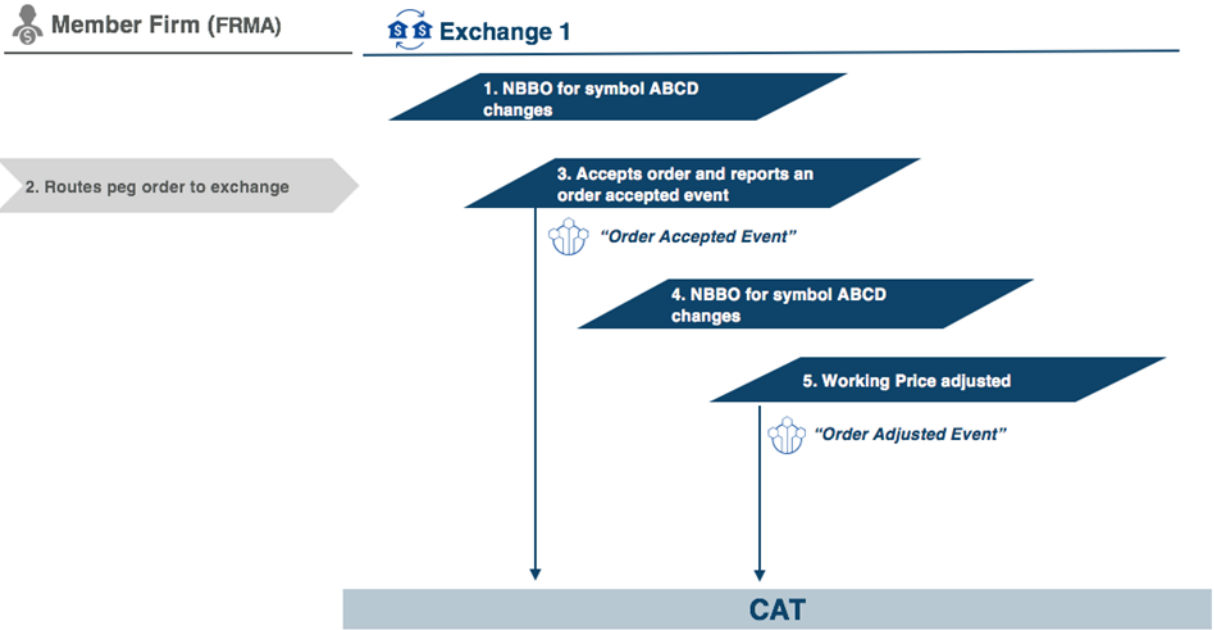 Member Firm (FRMA)
Exchange 1
1. NBBO for symbol ABCD
changes
2. Routes peg order to exchange
3. Accepts order and reports an
order accepted event
“Order Accepted Event”
4. NBBO for symbol ABCD
changes
5. Working Price adjusted
“Order Adjusted Event”
CAT